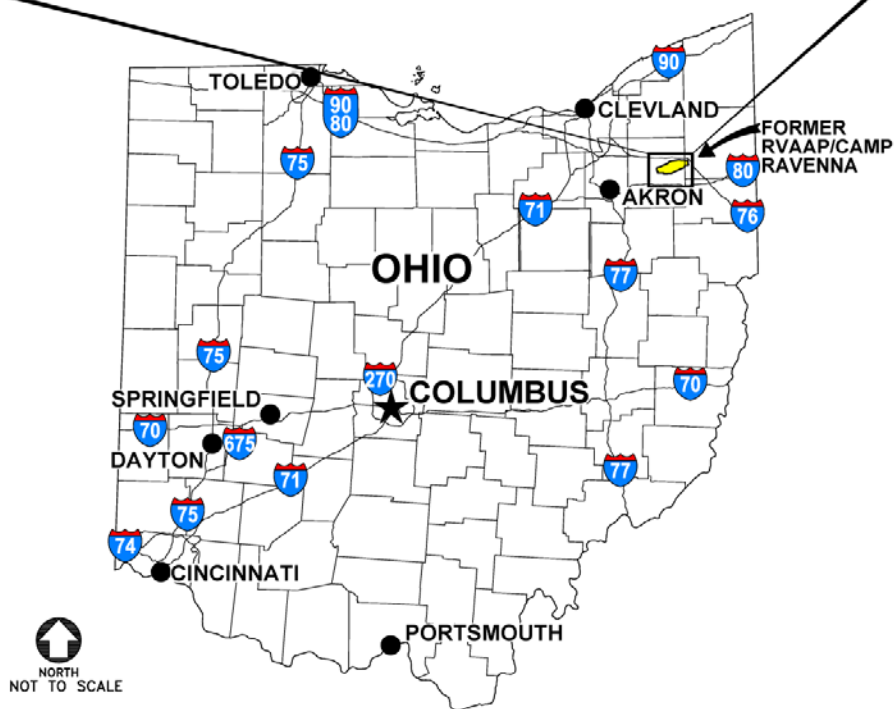 90
TOLEDO
90
80
CLEVLAND
FORMER
RVAAP/CAMP
RAVENNA
75
80
AKRON
71
76
OHIO
77
75
270
70
SPRINGFIELD
COLUMBUS
70
675
DAYTON
71
77
75
74
CINCINNATI
PORTSMOUTH
NORTH
NOT TO SCALE